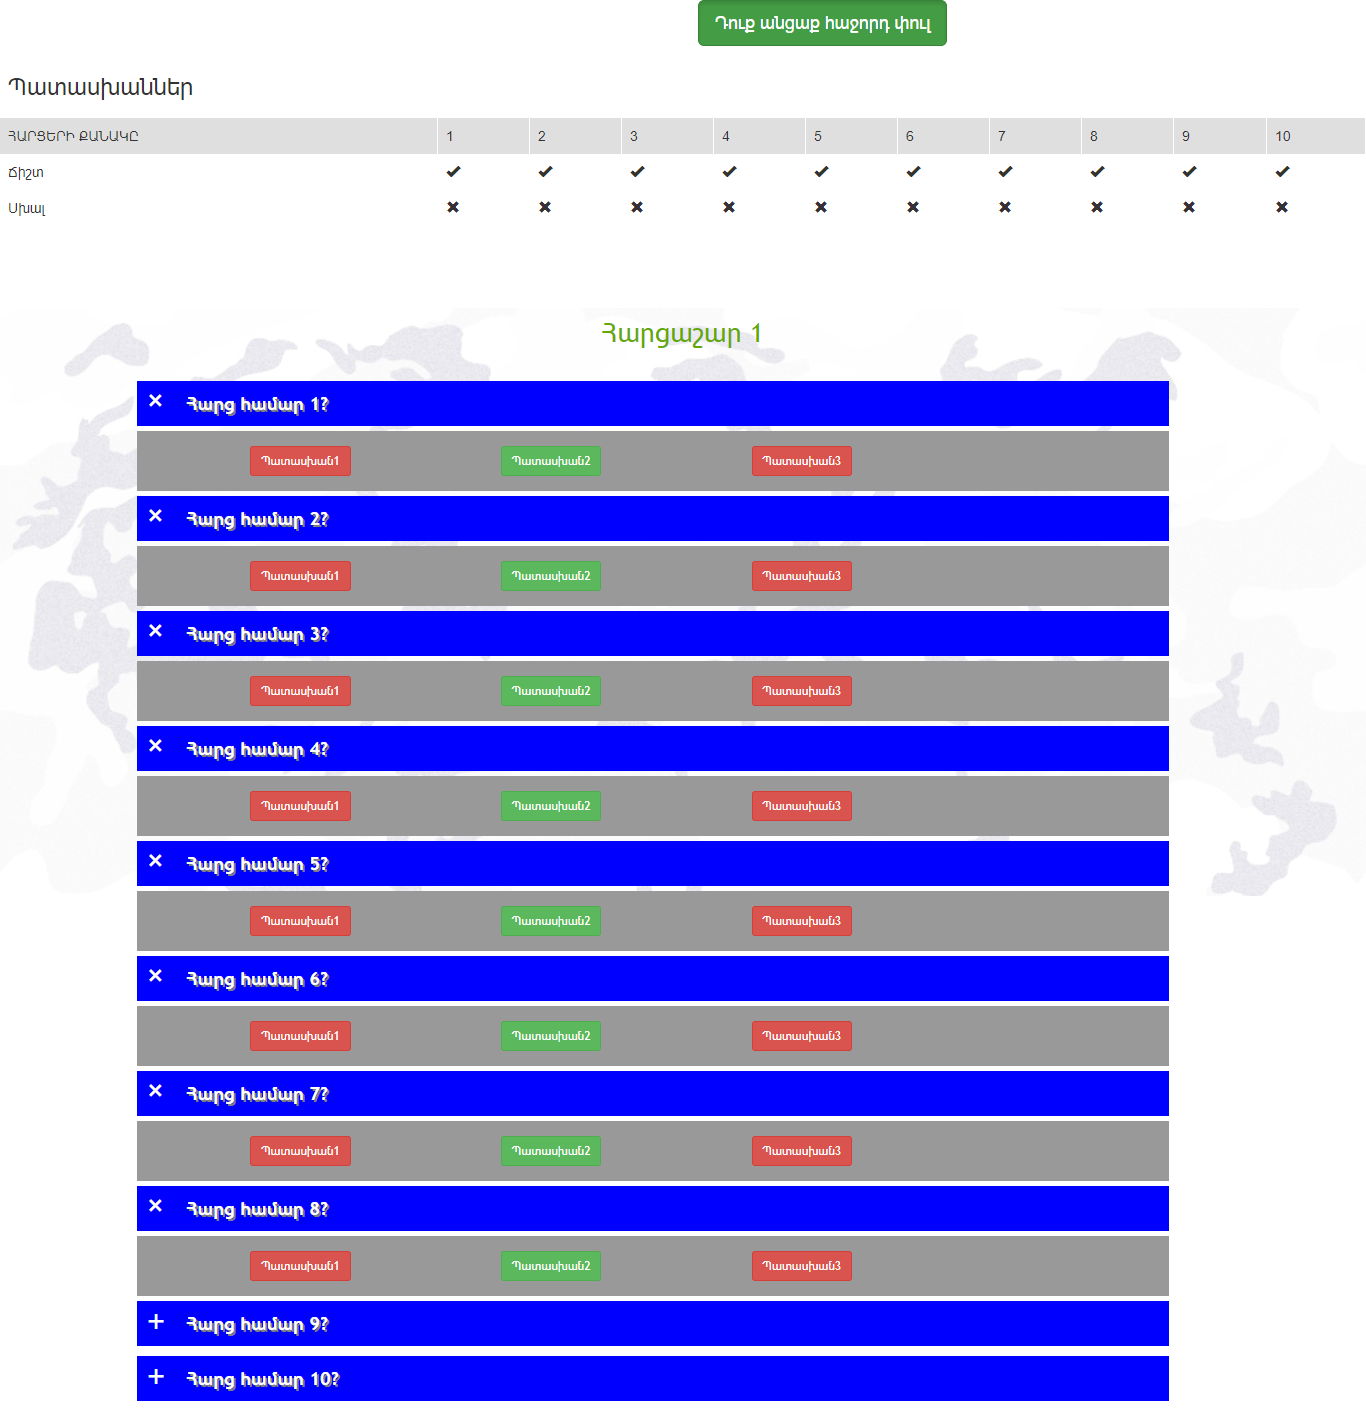 Դուք անցաք հաջորդ փուլ
Պատասխաններ
ՀԱՐՑԵՐԻ ՔԱՆԱԿԸ 1 2 3 4 5 6 7 8 9 10
Ճիշտ
Սխալ
Հարցաշար 1
Հարց համար 1?
Պատասխան1 Պատասխան2 Պատասխան3
Հարց համար 2?
Պատասխան1 Պատասխան2 Պատասխան3
Հարց համար 3?
Պատասխան1 Պատասխան2 Պատասխան3
Հարց համար 4?
Պատասխան1 Պատասխան2 Պատասխան3
Հարց համար 5?
Պատասխան1 Պատասխան2 Պատասխան3
Հարց համար 6?
Պատասխան1 Պատասխան2 Պատասխան3
Հարց համար 7?
Պատասխան1 Պատասխան2 Պատասխան3
Հարց համար 8?
Պատասխան1 Պատասխան2 Պատասխան3
Հարց համար 9?
Հարց համար 10?